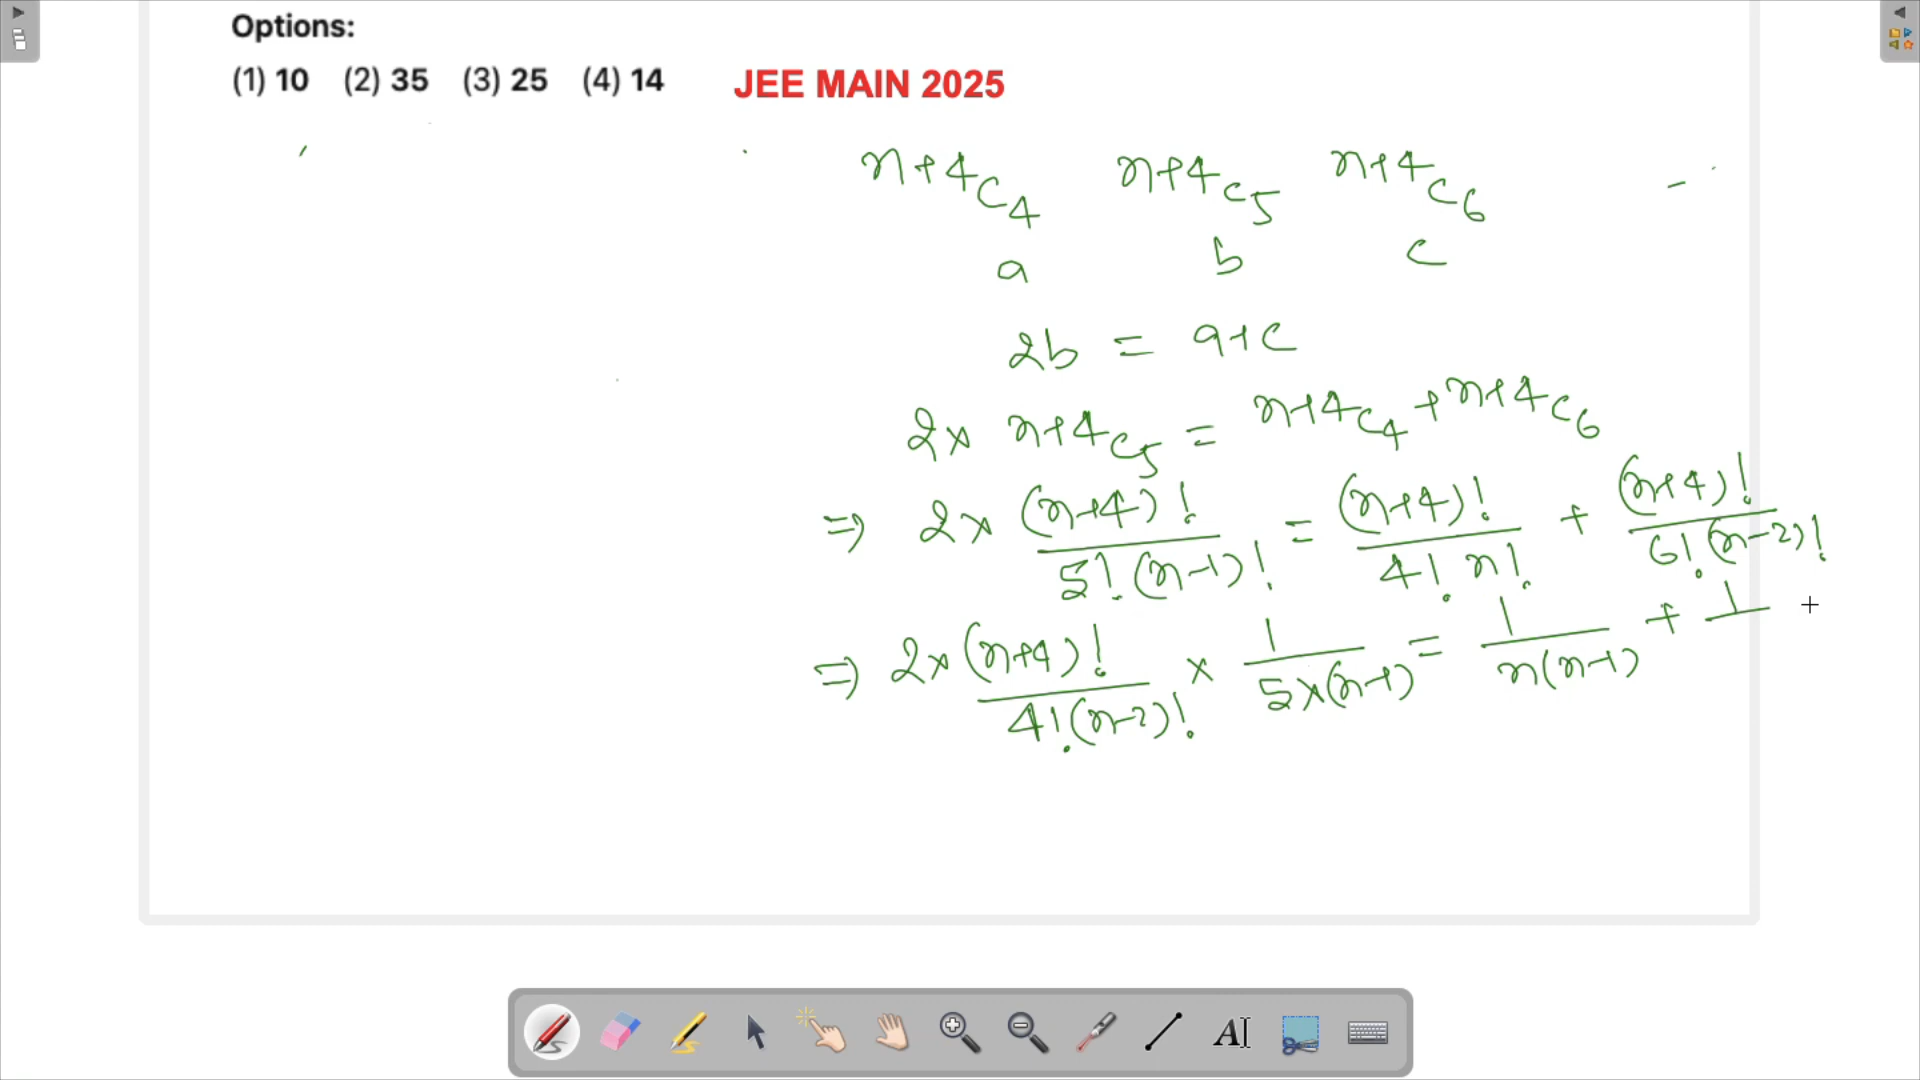 Options:
(1) 10 (2) 35 (3) 25 (4) 14 JEE MAIN 2025
n+4C4 n+4C5 n+4C6
a b c
2b = a+c
2× n+4C5 = n+4C4 + n+4C6
⇒ 2× (n+4)!/5!(n-1)! = (n+4)!/4! n! + (n+4)!/6!(n-2)!
⇒ 2×(n+4)!/4!(n-2)! × 1/5×(n-1) = 1/n(n-1) + 1/
AI